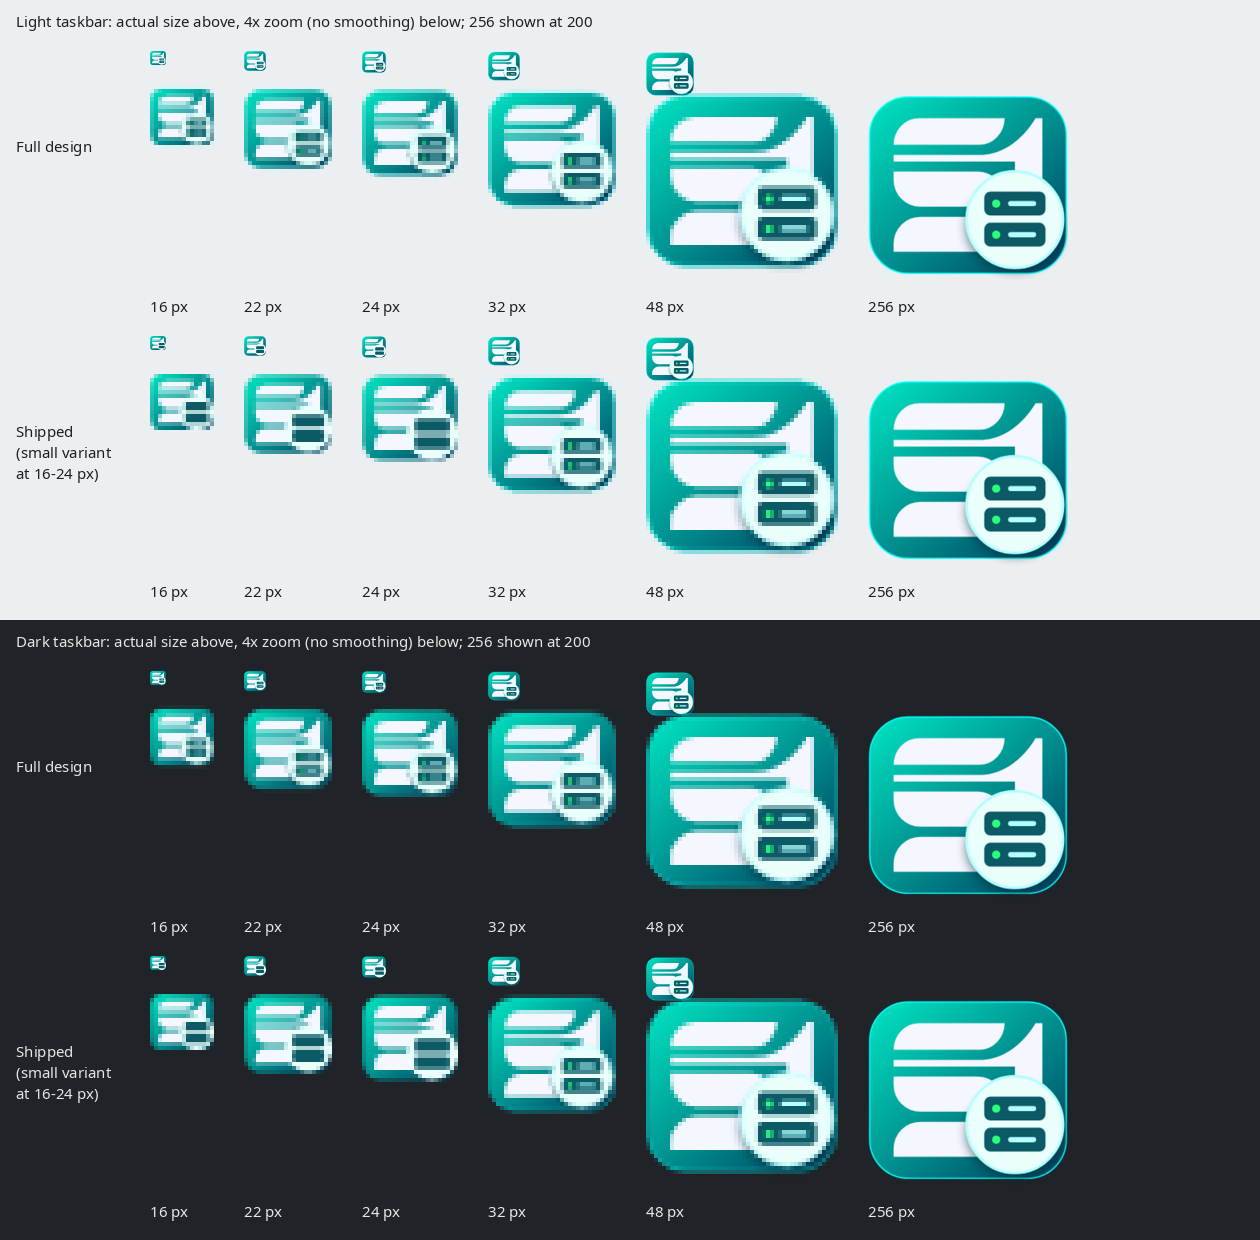 Light taskbar: actual size above, 4x zoom (no smoothing) below; 256 shown at 200
Full design
16 px 22 px 24 px 32 px 48 px 256 px
Shipped
(small variant
at 16-24 px)
16 px 22 px 24 px 32 px 48 px 256 px
Dark taskbar: actual size above, 4x zoom (no smoothing) below; 256 shown at 200
Full design
16 px 22 px 24 px 32 px 48 px 256 px
Shipped
(small variant
at 16-24 px)
16 px 22 px 24 px 32 px 48 px 256 px